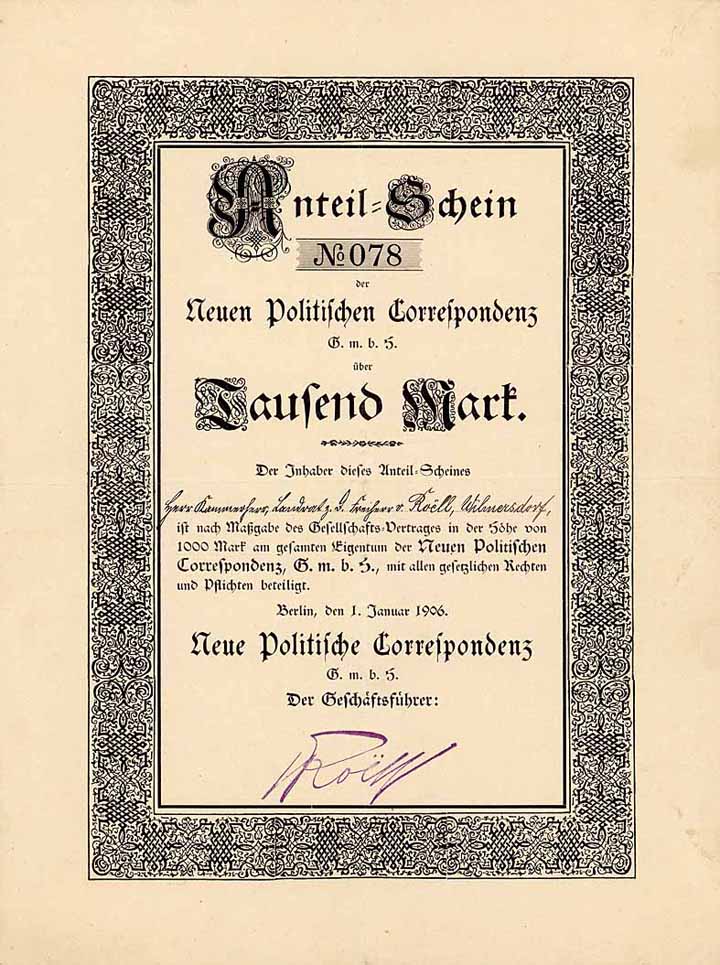 Anteil-Schein
No 078
der
Neuen Politischen Correspondenz
G. m. b. H.
über
Tausend Mark.
Der Inhaber dieses Anteil-Scheines
Herr Kammerherr, Landrat z. D. Freiherr v. Roëll, Wilmersdorf,
ist nach Maßgabe des Gesellschafts-Vertrages in der Höhe von
1000 Mark am gesamten Eigentum der Neuen Politischen
Correspondenz, G. m. b. H., mit allen gesetzlichen Rechten
und Pflichten beteiligt.
Berlin, den 1. Januar 1906.
Neue Politische Correspondenz
G. m. b. H.
Der Geschäftsführer:
v Roëll